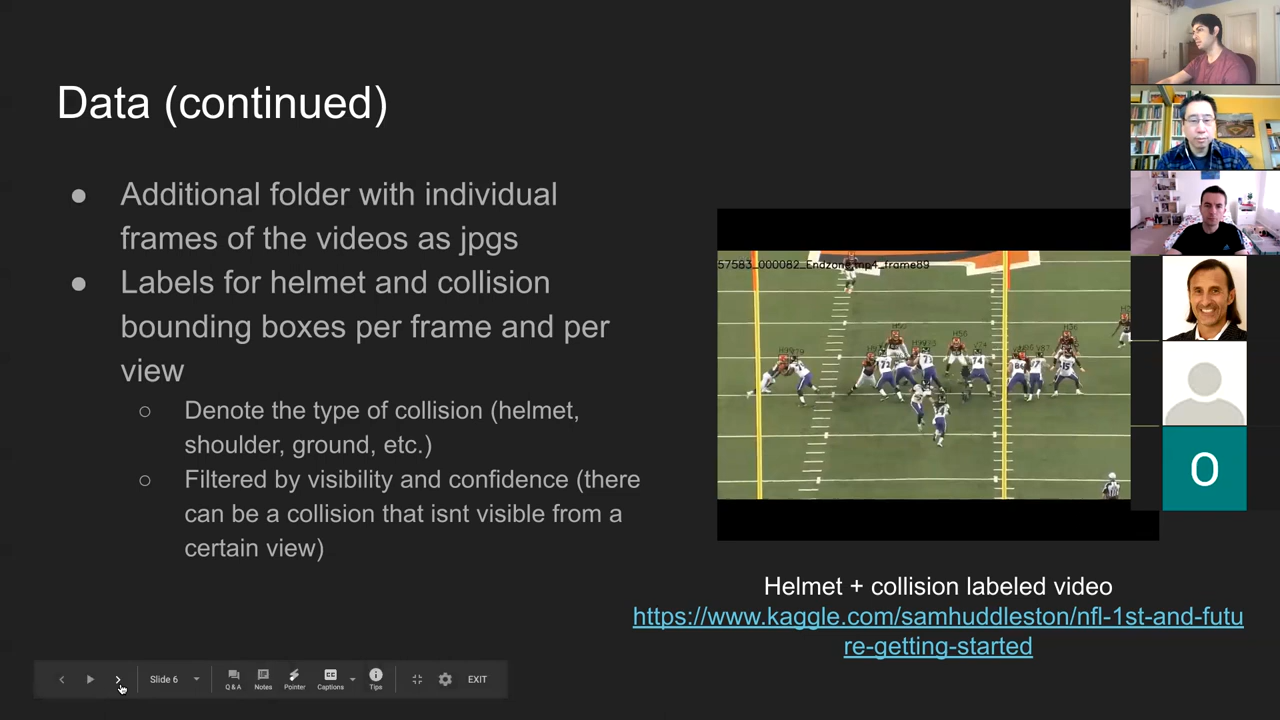 Data (continued)
● Additional folder with individual
frames of the videos as jpgs
● Labels for helmet and collision
bounding boxes per frame and per
view
○ Denote the type of collision (helmet,
shoulder, ground, etc.)
○ Filtered by visibility and confidence (there
can be a collision that isnt visible from a
certain view)
57583_000082_Endzone.mp4_frame89
Helmet + collision labeled video
https://www.kaggle.com/samhuddleston/nfl-1st-and-futu
re-getting-started
O
Slide 6
Q & A
Notes
Pointer
Captions
Tips
EXIT